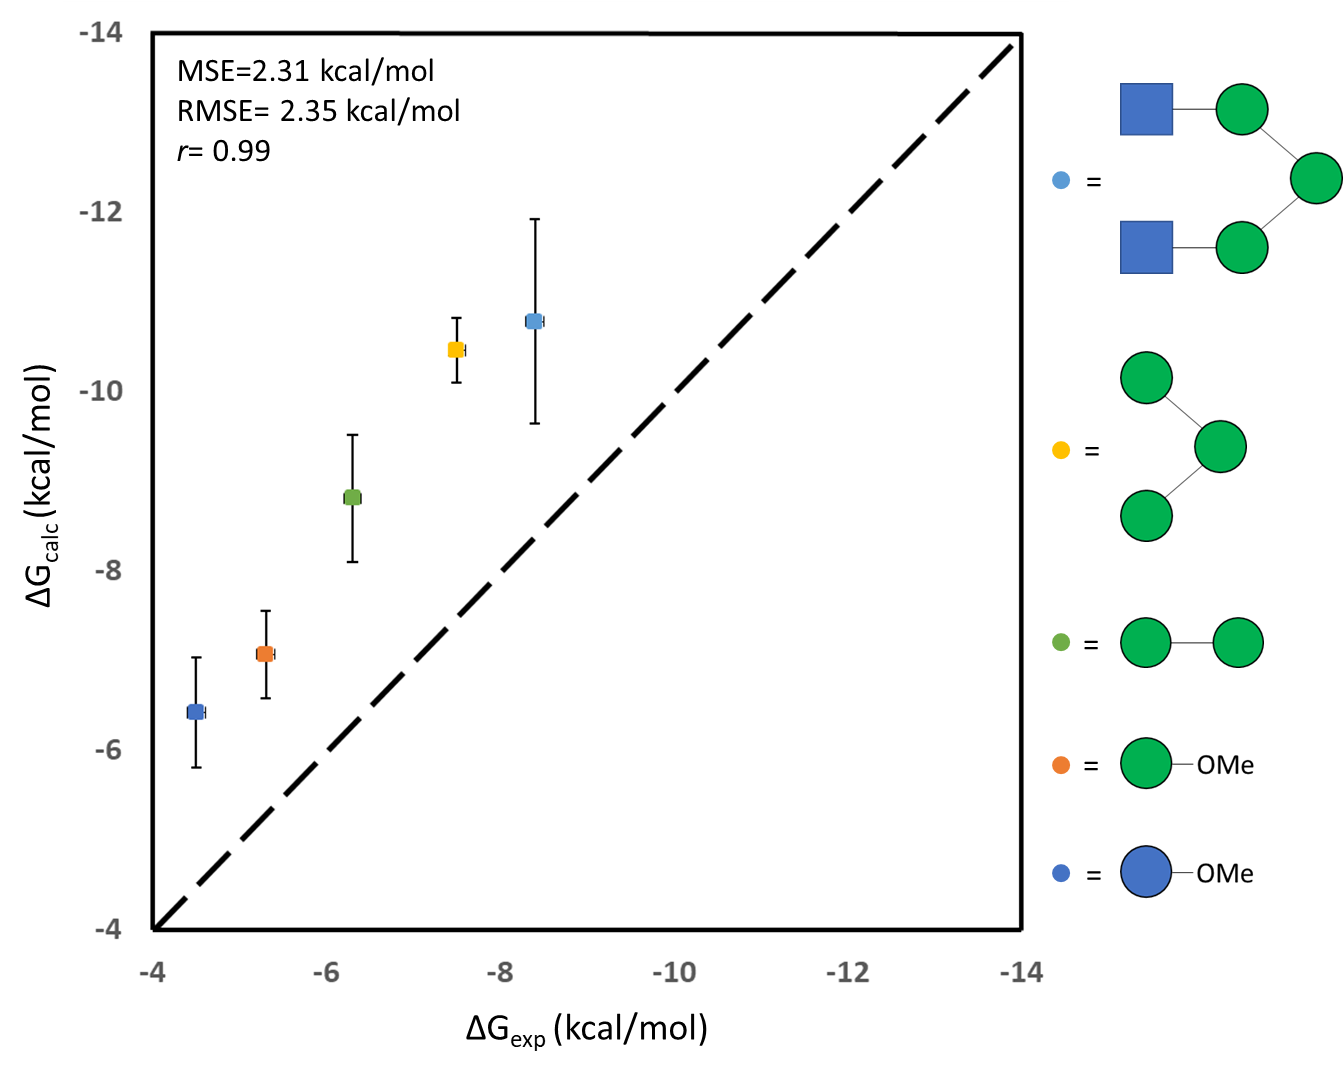 -14
MSE=2.31 kcal/mol
RMSE= 2.35 kcal/mol
r= 0.99
-12
-10
-8
-6
-4
ΔGcalc (kcal/mol)
-4 -6 -8 -10 -12 -14
ΔGexp (kcal/mol)
=
=
=
= OMe
= OMe